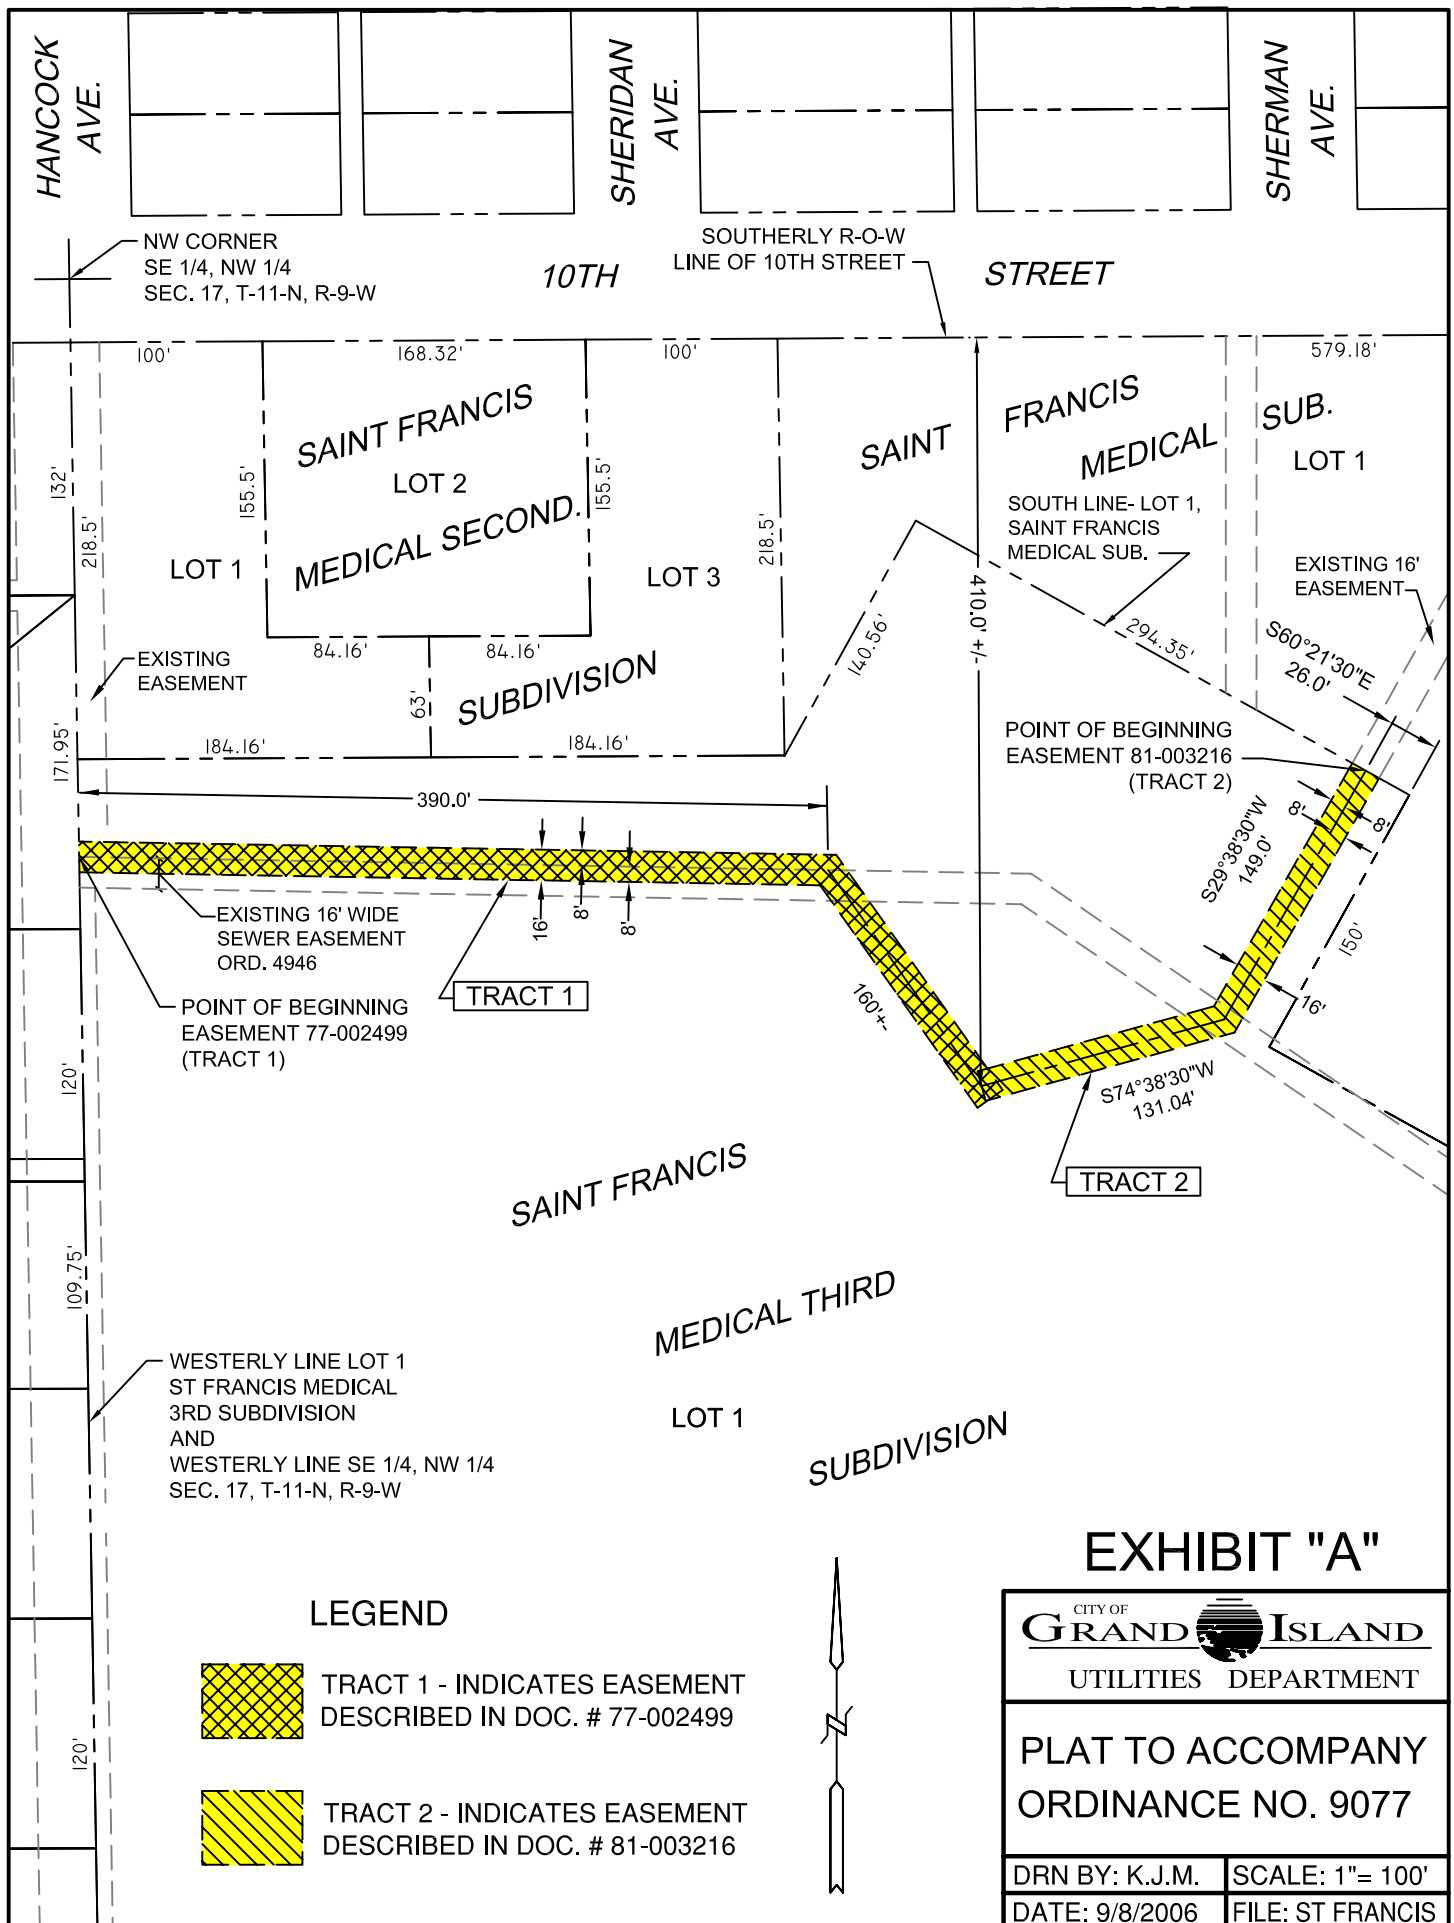 HANCOCK
AVE.
SHERIDAN
AVE.
SHERMAN
AVE.
NW CORNER
SE 1/4, NW 1/4
SEC. 17, T-11-N, R-9-W
10TH
SOUTHERLY R-O-W
LINE OF 10TH STREET
STREET
100'
168.32'
100'
579.18'
SAINT FRANCIS
LOT 2
MEDICAL SECOND.
SUBDIVISION
LOT 1
LOT 3
132'
218.5'
155.5'
155.5'
218.5'
84.16'
84.16'
63'
184.16'
184.16'
171.95'
EXISTING
EASEMENT
SAINT
FRANCIS
MEDICAL
SUB.
LOT 1
SOUTH LINE- LOT 1,
SAINT FRANCIS
MEDICAL SUB.
EXISTING 16'
EASEMENT
140.56'
410.0' +/-
294.35'
S60°21'30"E
26.0'
POINT OF BEGINNING
EASEMENT 81-003216
(TRACT 2)
390.0'
8'
8'
S29°38'30"W
149.0'
150'
16'
EXISTING 16' WIDE
SEWER EASEMENT
ORD. 4946
16'
8'
8'
TRACT 1
POINT OF BEGINNING
EASEMENT 77-002499
(TRACT 1)
160'+-
S74°38'30"W
131.04'
TRACT 2
120'
109.75'
120'
SAINT FRANCIS
MEDICAL THIRD
LOT 1
SUBDIVISION
WESTERLY LINE LOT 1
ST FRANCIS MEDICAL
3RD SUBDIVISION
AND
WESTERLY LINE SE 1/4, NW 1/4
SEC. 17, T-11-N, R-9-W
LEGEND
TRACT 1 - INDICATES EASEMENT
DESCRIBED IN DOC. # 77-002499
TRACT 2 - INDICATES EASEMENT
DESCRIBED IN DOC. # 81-003216
EXHIBIT "A"
CITY OF
GRAND ISLAND
UTILITIES DEPARTMENT
PLAT TO ACCOMPANY
ORDINANCE NO. 9077
DRN BY: K.J.M.
SCALE: 1"= 100'
DATE: 9/8/2006
FILE: ST FRANCIS